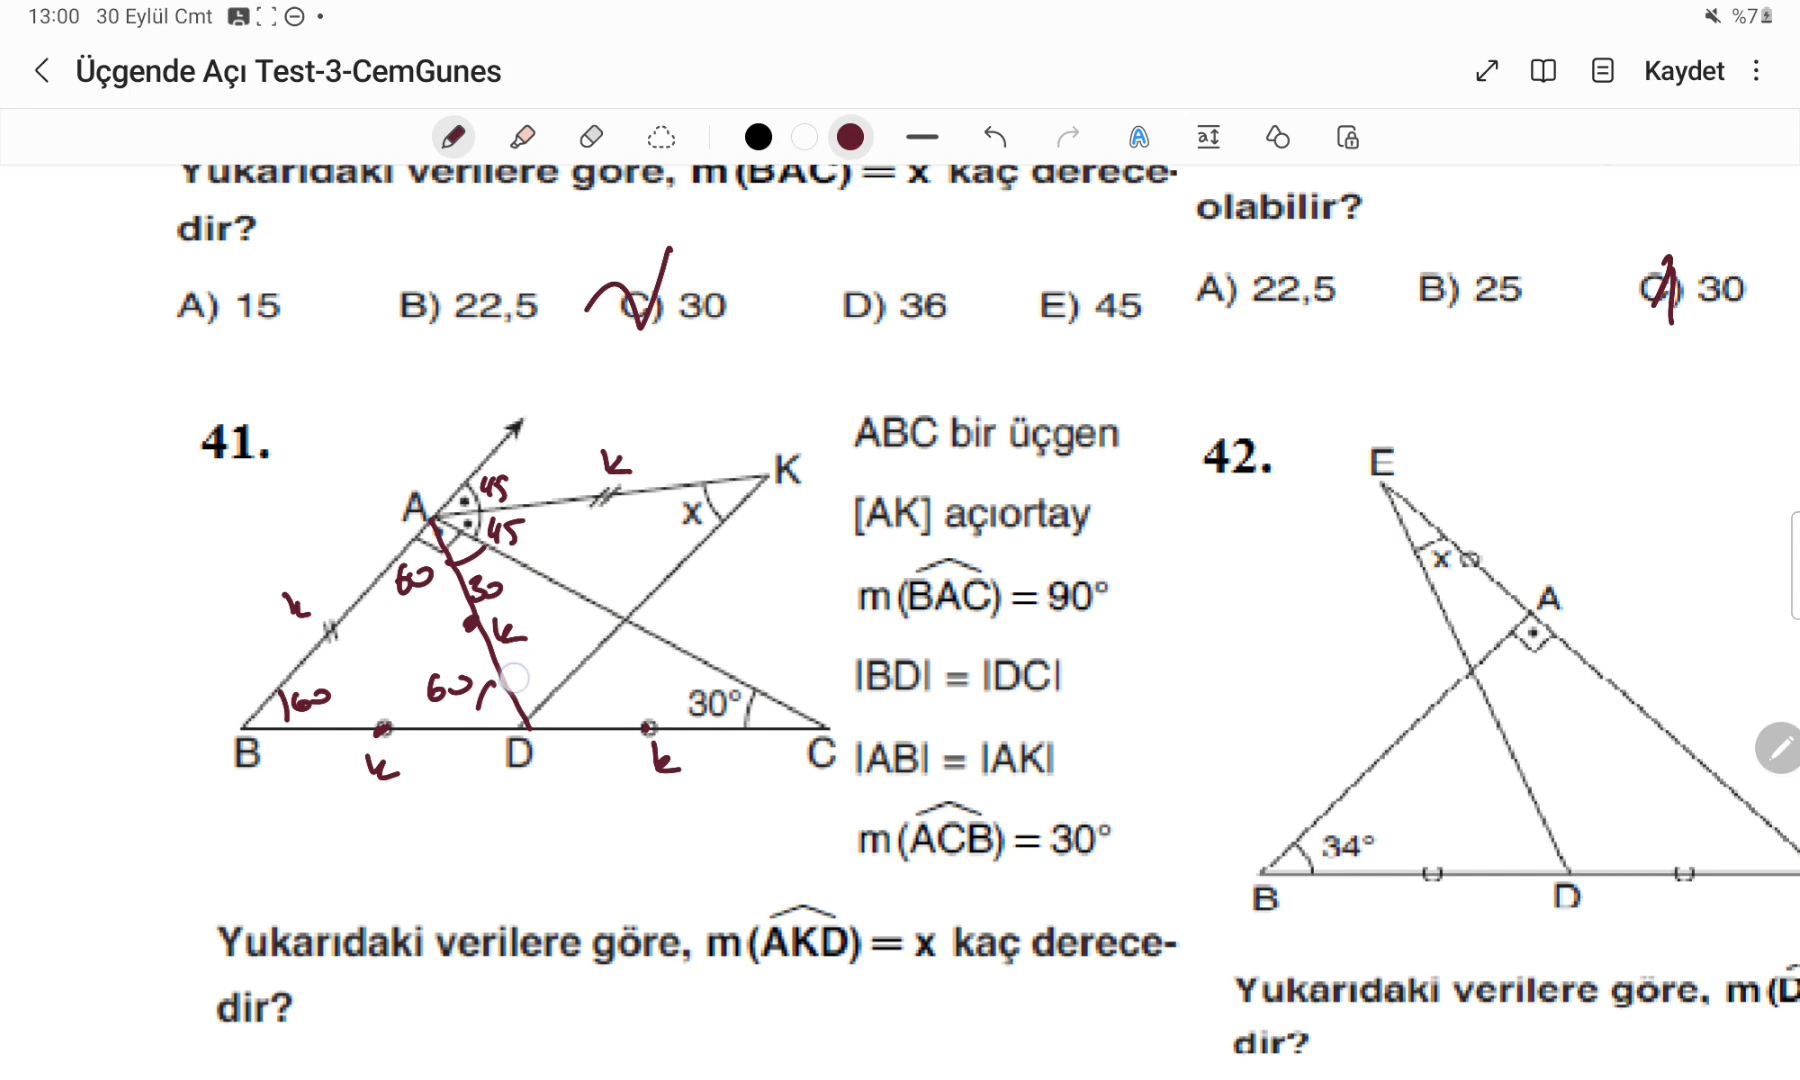 13:00 30 Eylül Cmt
%7
Üçgende Açı Test-3-CemGunes
Kaydet
Yukarıdaki verilere göre, m(BAC) = x kaç derece-
dir?
A) 15 B) 22,5 C) 30 D) 36 E) 45
olabilir?
A) 22,5 B) 25 C) 30
41.
A
K
B
D
C
x
30°
45
45
60
30
60
60
k
k
k
k
k
ABC bir üçgen
[AK] açıortay
m(BAC) = 90°
|BD| = |DC|
|AB| = |AK|
m(ACB) = 30°
Yukarıdaki verilere göre, m(AKD) = x kaç derece-
dir?
42.
E
x
A
34°
B
D
Yukarıdaki verilere göre, m(D
dir?